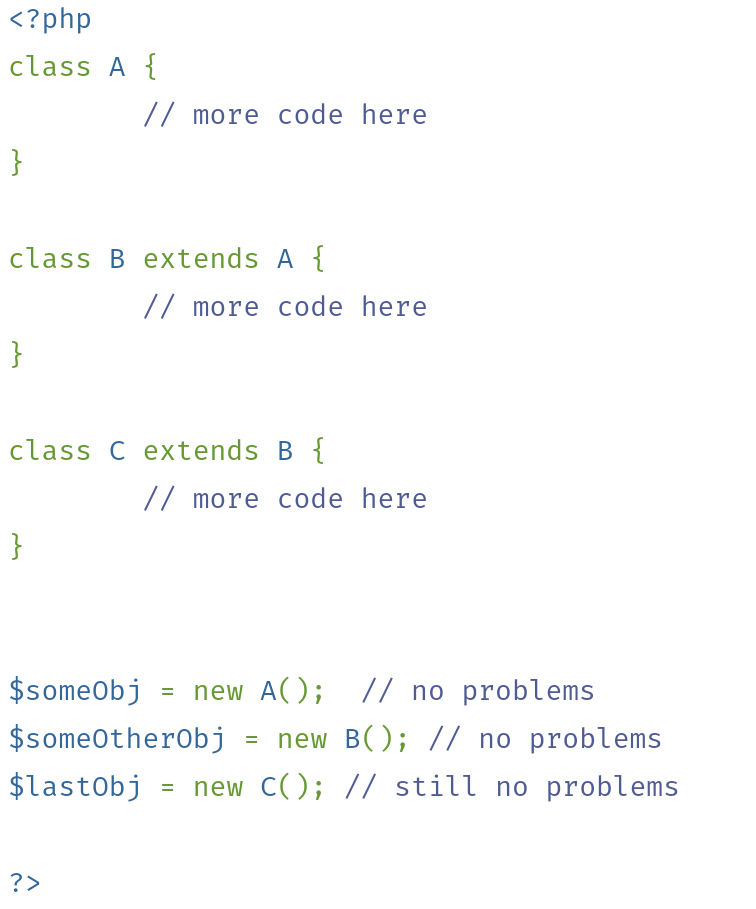 <?php
class A {
        // more code here
}
class B extends A {
        // more code here
}
class C extends B {
        // more code here
}
$someObj = new A();  // no problems
$someOtherObj = new B(); // no problems
$lastObj = new C(); // still no problems
?>